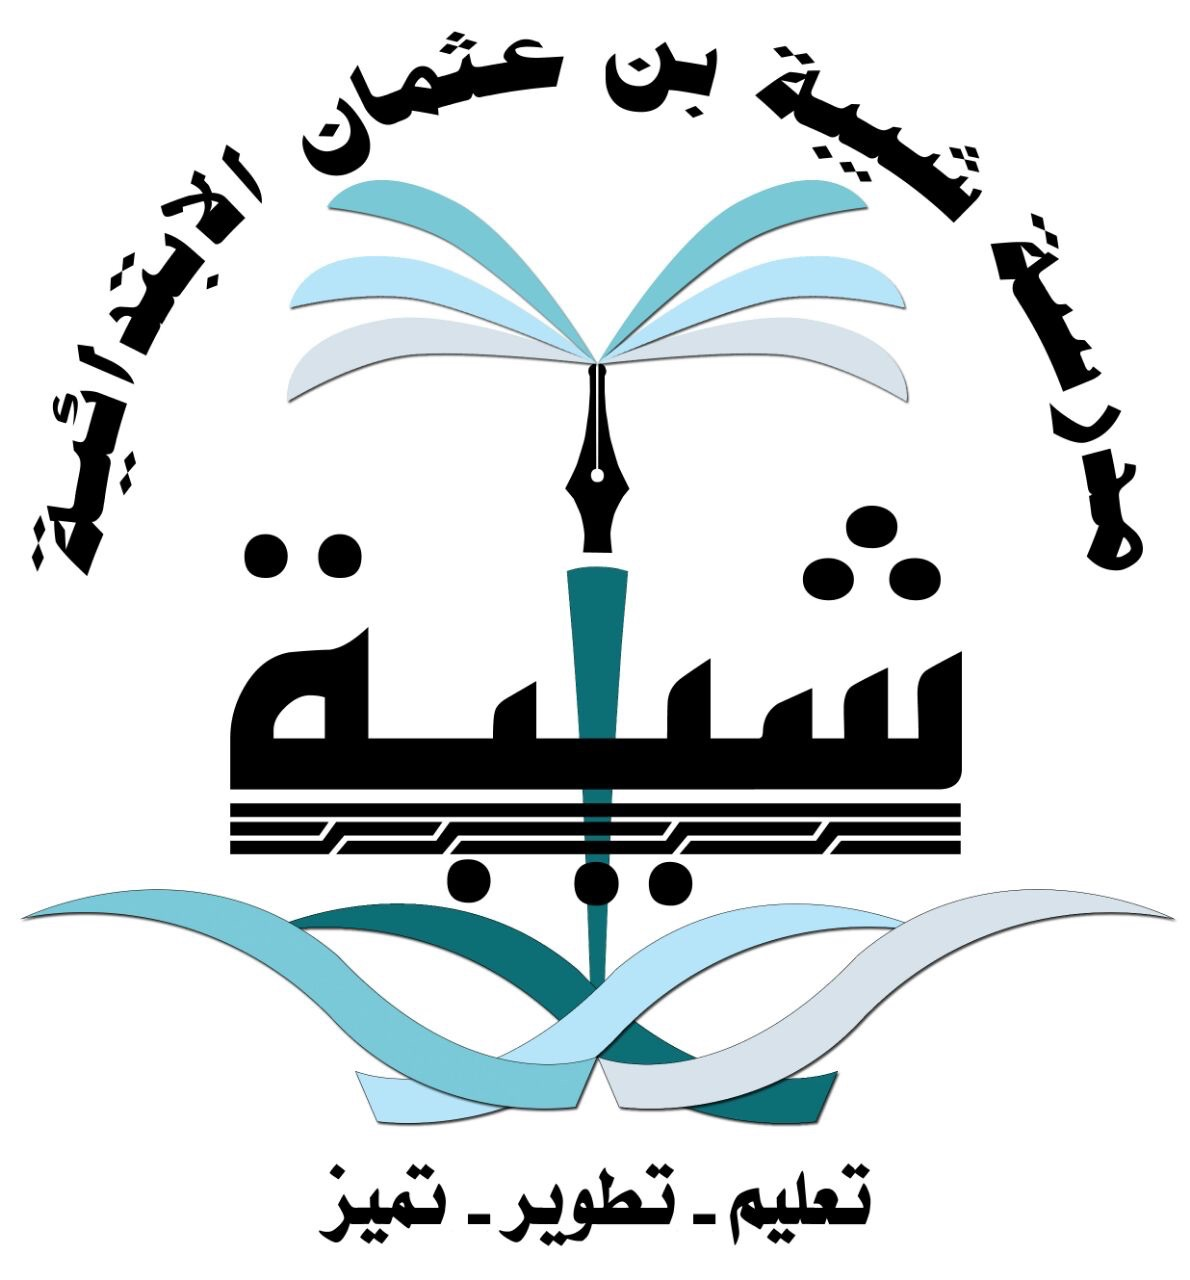 مدرسة شيبة بن عثمان الابتدائية
شيبة
تعليم - تطوير - تميز